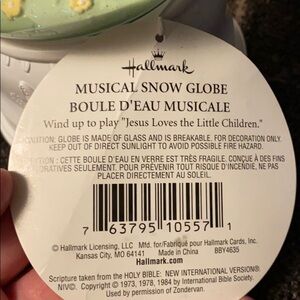 Hallmark
MUSICAL SNOW GLOBE
BOULE D'EAU MUSICALE
Wind up to play "Jesus Loves the Little Children."
CAUTION: GLOBE IS MADE OF GLASS AND IS BREAKABLE. FOR DECORATION ONLY.
KEEP OUT OF DIRECT SUNLIGHT TO AVOID POSSIBLE FIRE HAZARD.
: CETTE BOULE D'EAU EN VERRE EST TRÈS FRAGILE. CONÇUE À DES FINS
SEULEMENT. POUR PRÉVENIR TOUT RISQUE D'INCENDIE, NE PAS
PLACER DIRECTEMENT AU SOLEIL.
7 63795 10557 1
© Hallmark Licensing, LLC Mfd. for/Fabriqué pour Hallmark Cards, Inc.
Kansas City, MO 64141 Made in China BBY4635
Hallmark.com
Scripture taken from the HOLY BIBLE: NEW INTERNATIONAL VERSION®.
NIV©. Copyright © 1973, 1978, 1984 by International Bible Society.
Used by permission of Zondervan.